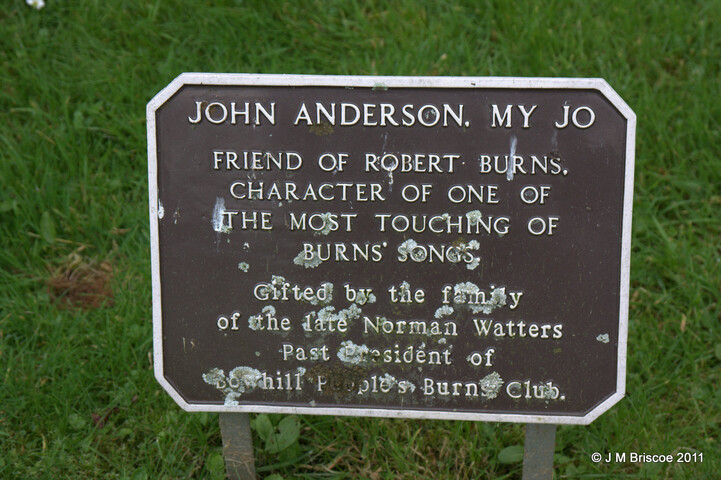 JOHN ANDERSON, MY JO
FRIEND OF ROBERT BURNS,
CHARACTER OF ONE OF
THE MOST TOUCHING OF
BURNS' SONGS.
Gifted by the family
of the late Norman Watters
Past President of
Bowhill People's Burns Club.
© J M Briscoe 2011